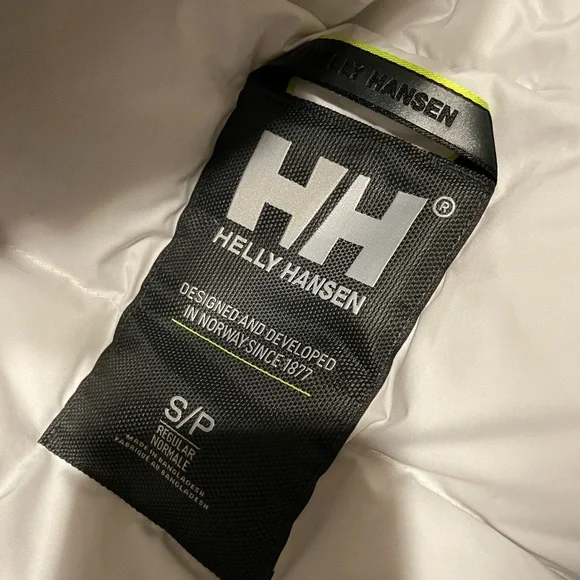 HELLY HANSEN
HH®
HELLY HANSEN
DESIGNED AND DEVELOPED
IN NORWAY SINCE 1877
S/P
REGULAR
NORMALE
MADE IN BANGLADESH
FABRIQUÉ AU BANGLADESH